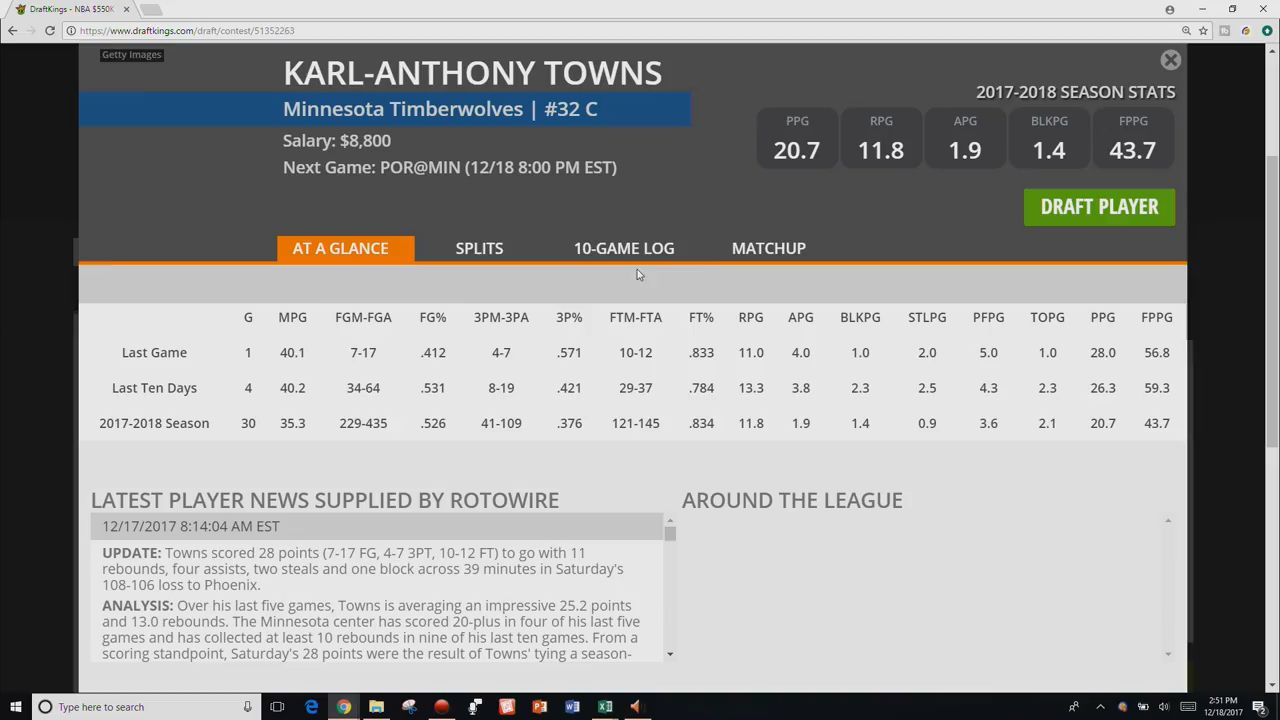 DraftKings - NBA $550K
https://www.draftkings.com/draft/contest/51352263
Getty Images
KARL-ANTHONY TOWNS
Minnesota Timberwolves | #32 C
Salary: $8,800
Next Game: POR@MIN (12/18 8:00 PM EST)
2017-2018 SEASON STATS
PPG RPG APG BLKPG FPPG
20.7 11.8 1.9 1.4 43.7
DRAFT PLAYER
AT A GLANCE SPLITS 10-GAME LOG MATCHUP
G MPG FGM-FGA FG% 3PM-3PA 3P% FTM-FTA FT% RPG APG BLKPG STLPG PFPG TOPG PPG FPPG
Last Game 1 40.1 7-17 .412 4-7 .571 10-12 .833 11.0 4.0 1.0 2.0 5.0 1.0 28.0 56.8
Last Ten Days 4 40.2 34-64 .531 8-19 .421 29-37 .784 13.3 3.8 2.3 2.5 4.3 2.3 26.3 59.3
2017-2018 Season 30 35.3 229-435 .526 41-109 .376 121-145 .834 11.8 1.9 1.4 0.9 3.6 2.1 20.7 43.7
LATEST PLAYER NEWS SUPPLIED BY ROTOWIRE
12/17/2017 8:14:04 AM EST
UPDATE: Towns scored 28 points (7-17 FG, 4-7 3PT, 10-12 FT) to go with 11
rebounds, four assists, two steals and one block across 39 minutes in Saturday's
108-106 loss to Phoenix.
ANALYSIS: Over his last five games, Towns is averaging an impressive 25.2 points
and 13.0 rebounds. The Minnesota center has scored 20-plus in four of his last five
games and has collected at least 10 rebounds in nine of his last ten games. From a
scoring standpoint, Saturday's 28 points were the result of Towns' tying a season-
AROUND THE LEAGUE
Type here to search
2:51 PM
12/18/2017